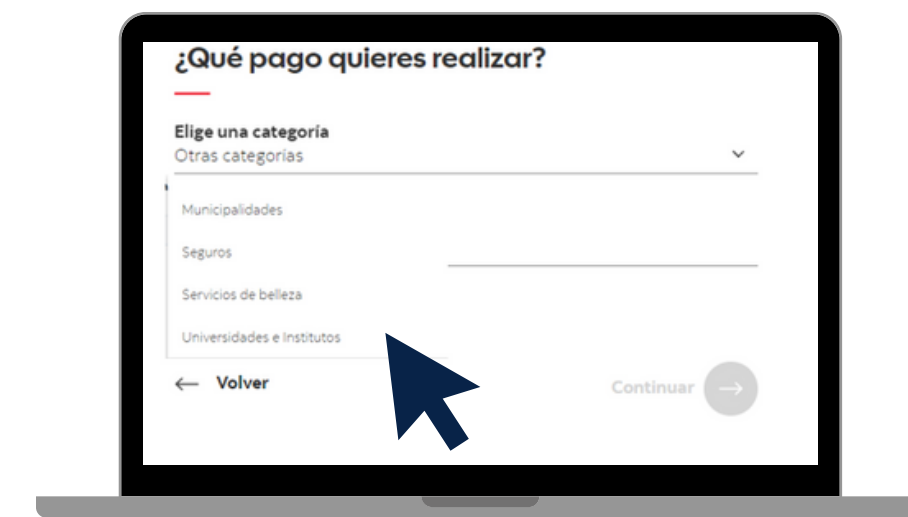 ¿Qué pago quieres realizar?
Elige una categoría
Otras categorías
Municipalidades
Seguros
Servicios de belleza
Universidades e Institutos
← Volver
Continuar →